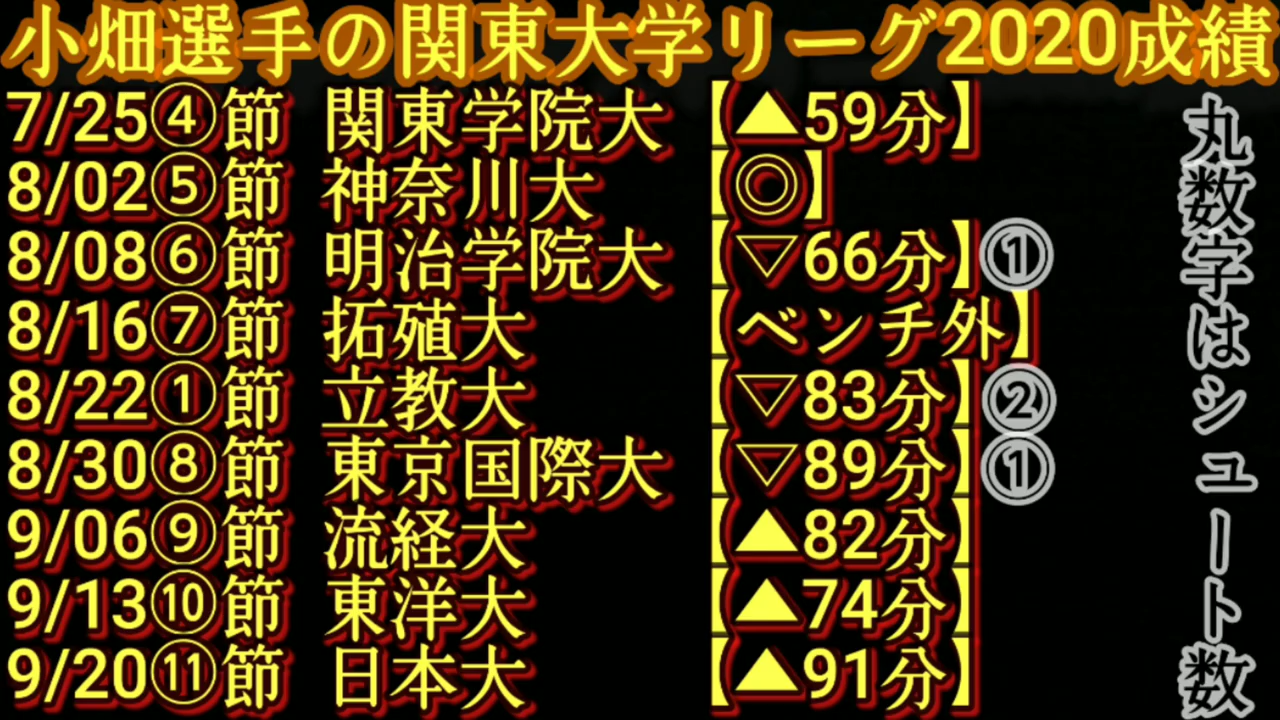 小畑選手の関東大学リーグ2020成績
7/25④節 関東学院大 【▲59分】
8/02⑤節 神奈川大 【◎】
8/08⑥節 明治学院大 【▽66分】①
8/16⑦節 拓殖大 【ベンチ外】
8/22①節 立教大 【▽83分】②
8/30⑧節 東京国際大 【▽89分】①
9/06⑨節 流経大 【▲82分】
9/13⑩節 東洋大 【▲74分】
9/20⑪節 日本大 【▲91分】
丸数字はシュート数